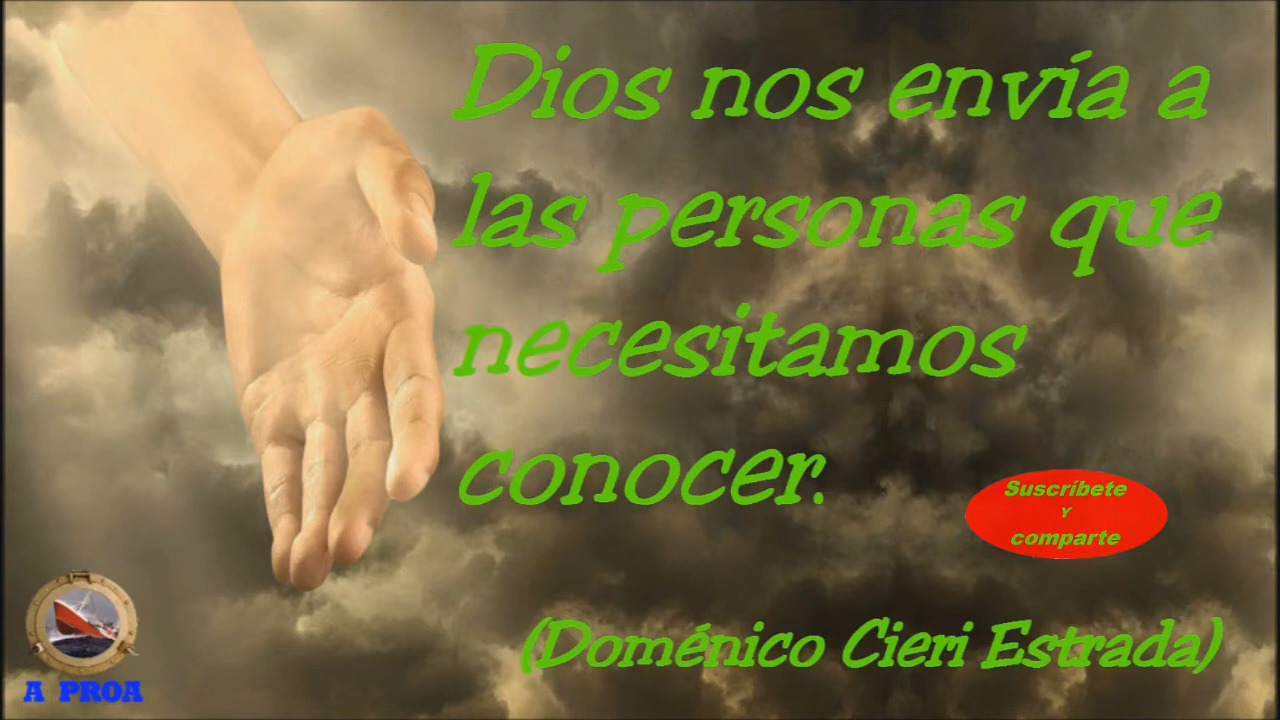 Dios nos envía a
las personas que
necesitamos
conocer.
Suscríbete
Y
comparte
(Doménico Cieri Estrada)
A PROA